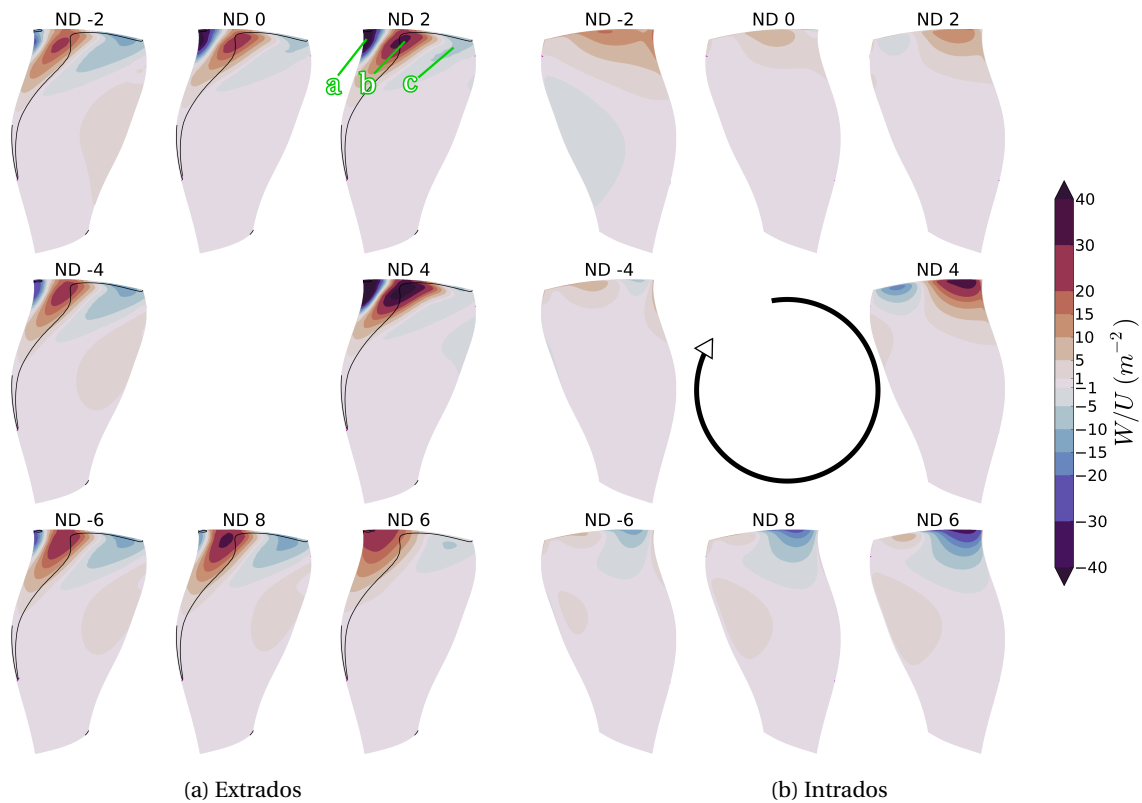 ND -2 ND 0 ND 2 ND -2 ND 0 ND 2
a b c
ND -4 ND 4 ND -4 ND 4
ND -6 ND 8 ND 6 ND -6 ND 8 ND 6
40
30
20
15
10
5
1
−1
−5
−10
−15
−20
−30
−40
W/U (m⁻²)
(a) Extrados (b) Intrados